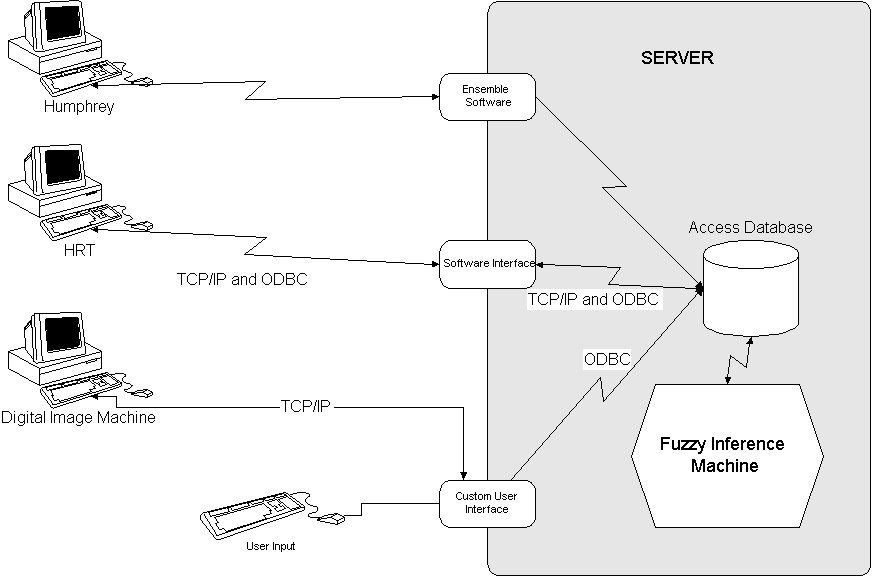 SERVER
Ensemble
Software
Humphrey
Access Database
HRT
Software Interface
TCP/IP and ODBC
TCP/IP and ODBC
ODBC
Digital Image Machine
TCP/IP
Fuzzy Inference
Machine
Custom User
Interface
User Input